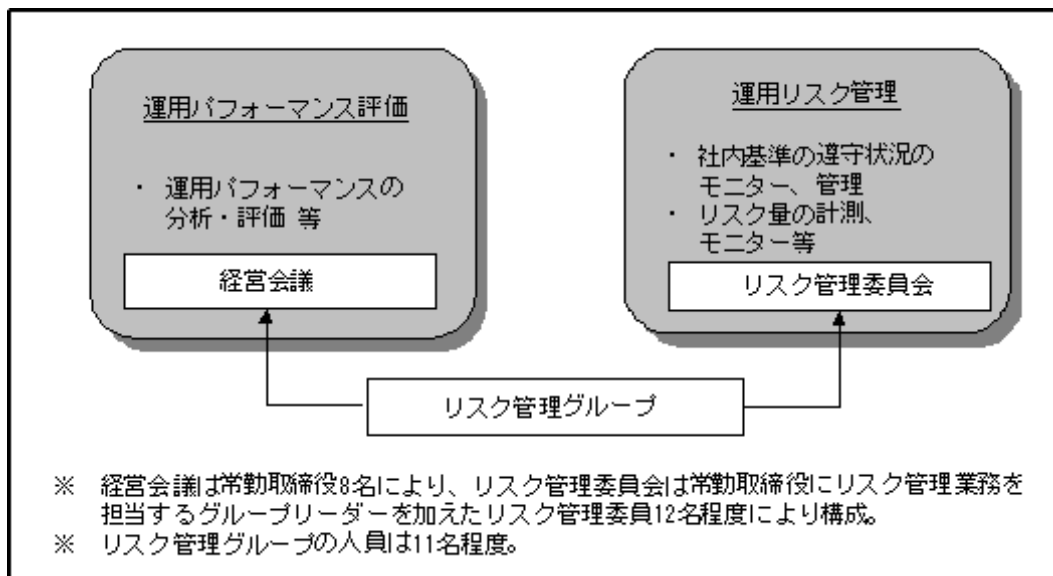 運用パフォーマンス評価
・ 運用パフォーマンスの
分析・評価 等
経営会議
運用リスク管理
・ 社内基準の遵守状況の
モニター、管理
・ リスク量の計測、
モニター等
リスク管理委員会
リスク管理グループ
※ 経営会議は常勤取締役8名により、リスク管理委員会は常勤取締役にリスク管理業務を
担当するグループリーダーを加えたリスク管理委員12名程度により構成。
※ リスク管理グループの人員は11名程度。